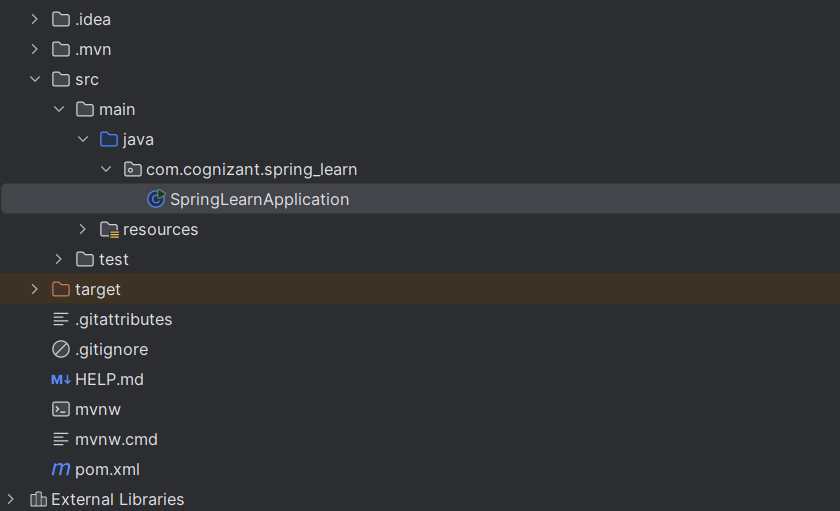 .idea
.mvn
src
main
java
com.cognizant.spring_learn
SpringLearnApplication
resources
test
target
.gitattributes
.gitignore
M↓ HELP.md
mvnw
mvnw.cmd
m pom.xml
External Libraries